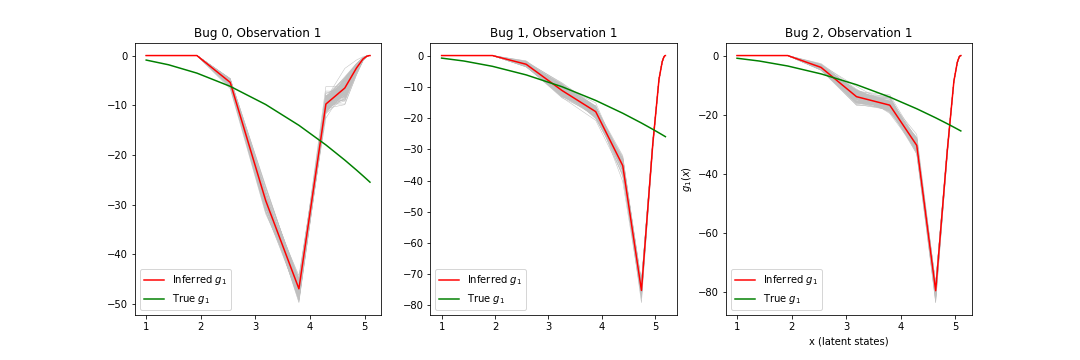 Bug 0, Observation 1
0
−10
−20
−30
−40
−50
1 2 3 4 5
Inferred g₁
True g₁
Bug 1, Observation 1
0
−10
−20
−30
−40
−50
−60
−70
−80
1 2 3 4 5
Inferred g₁
True g₁
Bug 2, Observation 1
g₁(x)
0
−20
−40
−60
−80
1 2 3 4 5
Inferred g₁
True g₁
x (latent states)